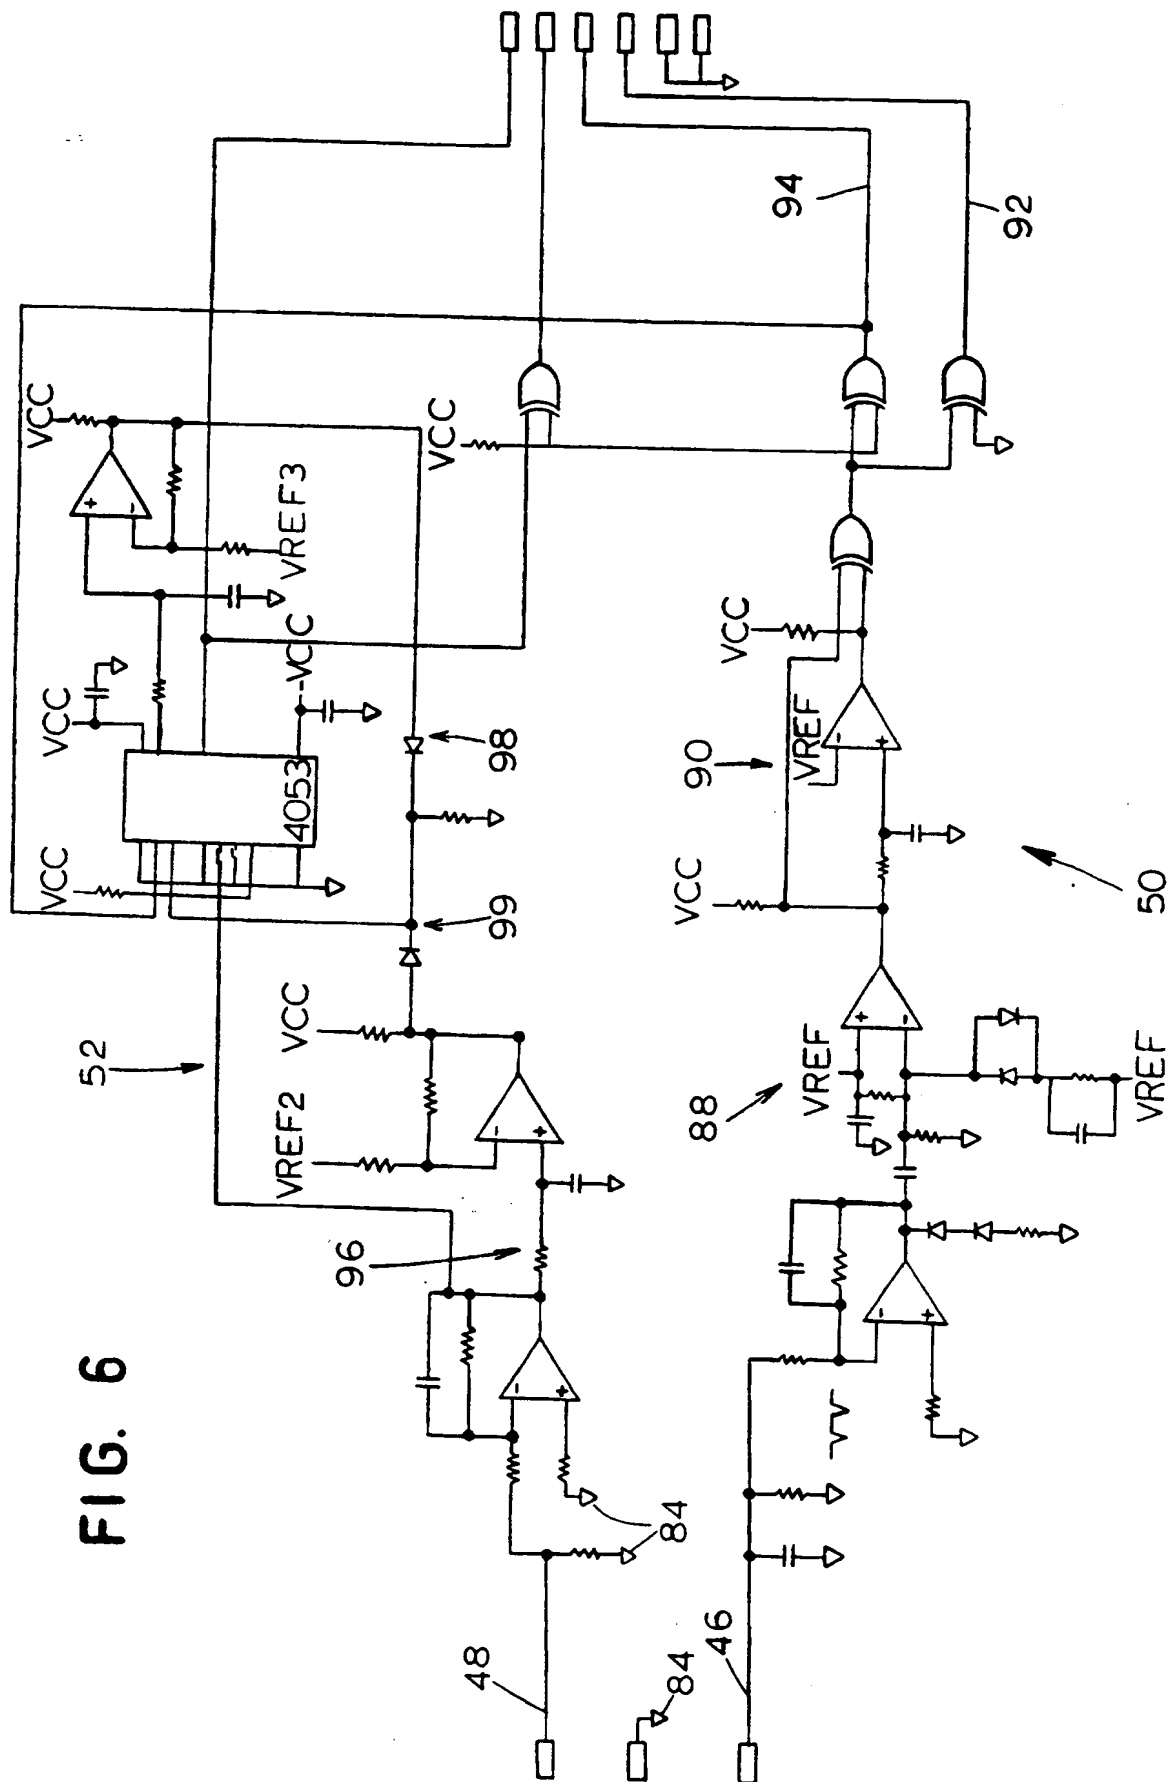 FIG. 6
VCC
VCC
VCC
4053
-VCC
VREF3
52
VCC
VREF2
99
98
VCC
96
48
84
84
94
92
90
VCC
VCC
VREF
88
VREF
VREF
46
50
+
−
−
+
−
+
−
+
+
−
−
+